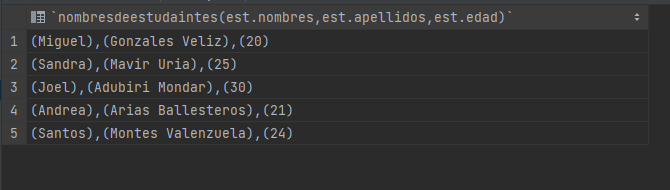 `nombresdeestudaintes(est.nombres,est.apellidos,est.edad)`
1 (Miguel),(Gonzales Veliz),(20)
2 (Sandra),(Mavir Uria),(25)
3 (Joel),(Adubiri Mondar),(30)
4 (Andrea),(Arias Ballesteros),(21)
5 (Santos),(Montes Valenzuela),(24)